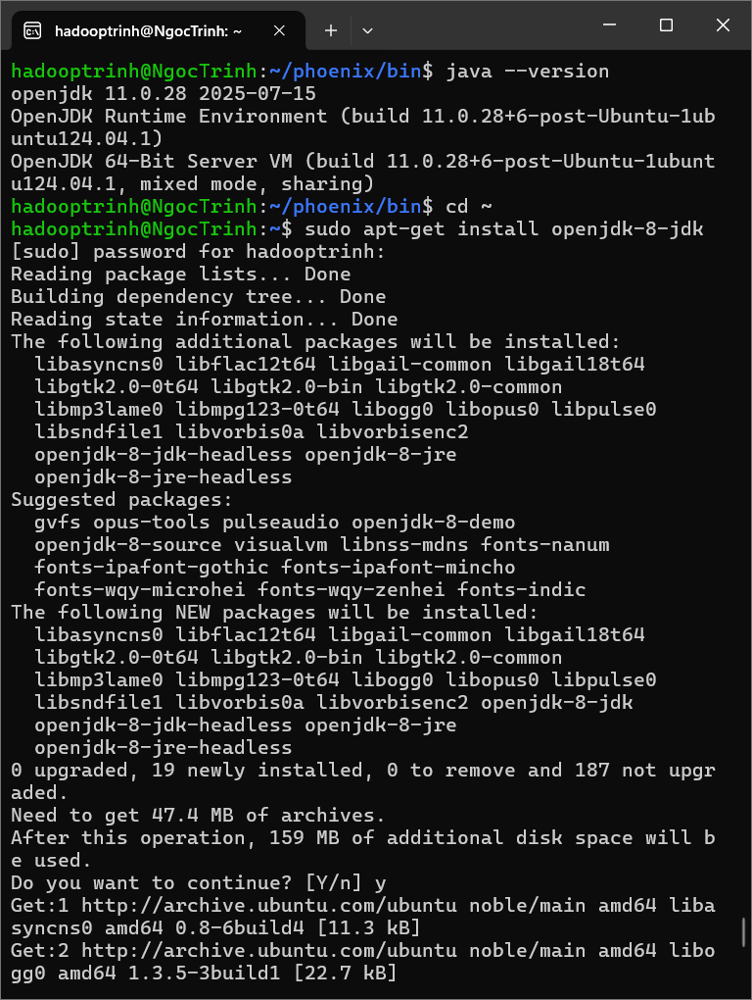 hadooptrinh@NgocTrinh: ~
hadooptrinh@NgocTrinh:~/phoenix/bin$ java --version
openjdk 11.0.28 2025-07-15
OpenJDK Runtime Environment (build 11.0.28+6-post-Ubuntu-1ub
untu124.04.1)
OpenJDK 64-Bit Server VM (build 11.0.28+6-post-Ubuntu-1ubunt
u124.04.1, mixed mode, sharing)
hadooptrinh@NgocTrinh:~/phoenix/bin$ cd ~
hadooptrinh@NgocTrinh:~$ sudo apt-get install openjdk-8-jdk
[sudo] password for hadooptrinh:
Reading package lists... Done
Building dependency tree... Done
Reading state information... Done
The following additional packages will be installed:
  libasyncns0 libflac12t64 libgail-common libgail18t64
  libgtk2.0-0t64 libgtk2.0-bin libgtk2.0-common
  libmp3lame0 libmpg123-0t64 libogg0 libopus0 libpulse0
  libsndfile1 libvorbis0a libvorbisenc2
  openjdk-8-jdk-headless openjdk-8-jre
  openjdk-8-jre-headless
Suggested packages:
  gvfs opus-tools pulseaudio openjdk-8-demo
  openjdk-8-source visualvm libnss-mdns fonts-nanum
  fonts-ipafont-gothic fonts-ipafont-mincho
  fonts-wqy-microhei fonts-wqy-zenhei fonts-indic
The following NEW packages will be installed:
  libasyncns0 libflac12t64 libgail-common libgail18t64
  libgtk2.0-0t64 libgtk2.0-bin libgtk2.0-common
  libmp3lame0 libmpg123-0t64 libogg0 libopus0 libpulse0
  libsndfile1 libvorbis0a libvorbisenc2 openjdk-8-jdk
  openjdk-8-jdk-headless openjdk-8-jre
  openjdk-8-jre-headless
0 upgraded, 19 newly installed, 0 to remove and 187 not upgr
aded.
Need to get 47.4 MB of archives.
After this operation, 159 MB of additional disk space will b
e used.
Do you want to continue? [Y/n] y
Get:1 http://archive.ubuntu.com/ubuntu noble/main amd64 liba
syncns0 amd64 0.8-6build4 [11.3 kB]
Get:2 http://archive.ubuntu.com/ubuntu noble/main amd64 libo
gg0 amd64 1.3.5-3build1 [22.7 kB]